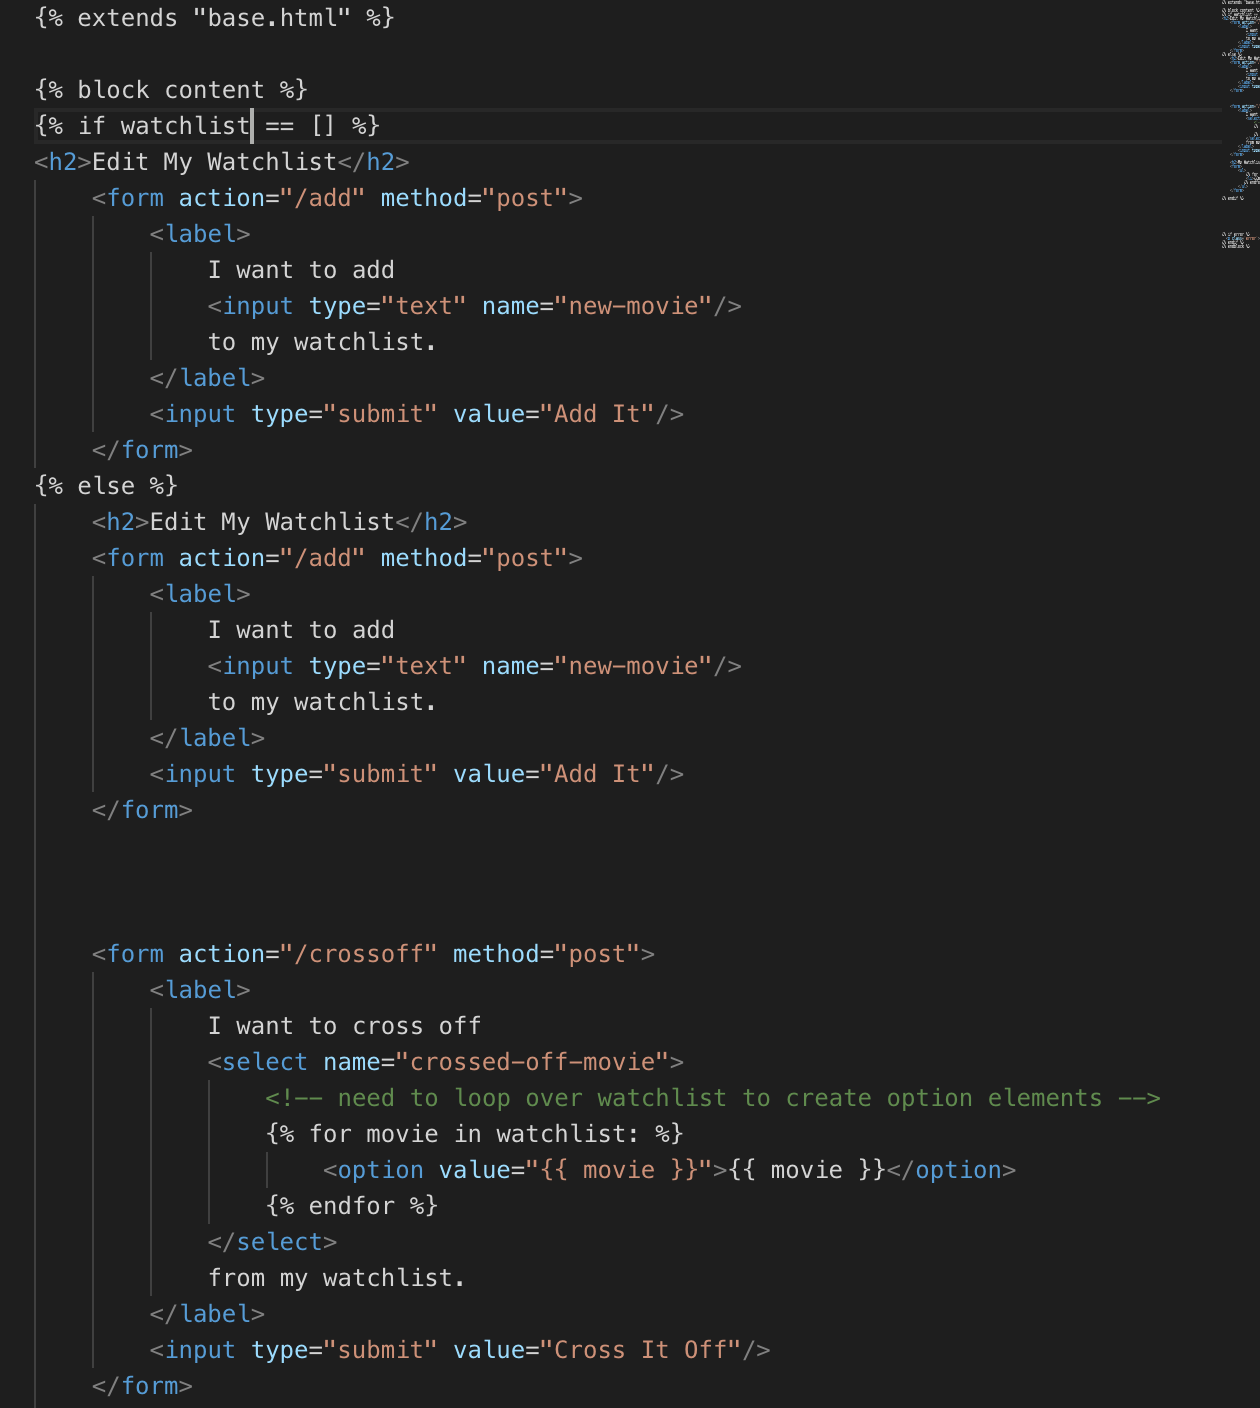 {% extends "base.html" %}
{% block content %}
{% if watchlist == [] %}
<h2>Edit My Watchlist</h2>
<form action="/add" method="post">
<label>
I want to add
<input type="text" name="new-movie"/>
to my watchlist.
</label>
<input type="submit" value="Add It"/>
</form>
{% else %}
<h2>Edit My Watchlist</h2>
<form action="/add" method="post">
<label>
I want to add
<input type="text" name="new-movie"/>
to my watchlist.
</label>
<input type="submit" value="Add It"/>
</form>
<form action="/crossoff" method="post">
<label>
I want to cross off
<select name="crossed-off-movie">
<!-- need to loop over watchlist to create option elements -->
{% for movie in watchlist: %}
<option value="{{ movie }}">{{ movie }}</option>
{% endfor %}
</select>
from my watchlist.
</label>
<input type="submit" value="Cross It Off"/>
</form>